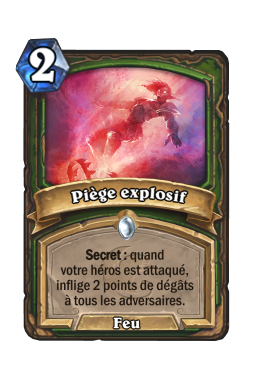 2
Piège explosif
Secret : quand
votre héros est attaqué,
inflige 2 points de dégâts
à tous les adversaires.
Feu